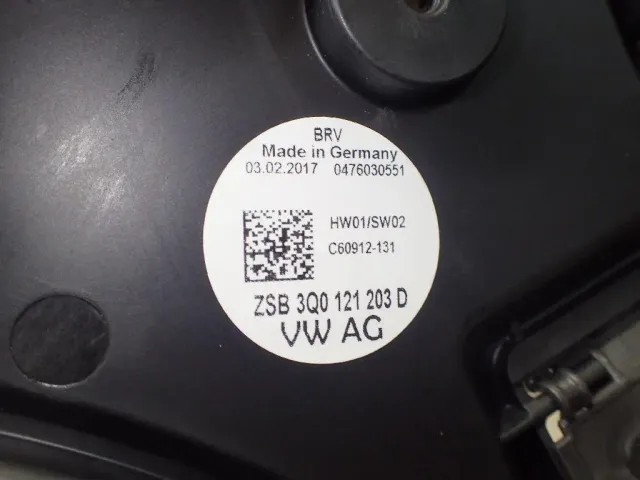 BRV
Made in Germany
03.02.2017 0476030551
HW01/SW02
C60912-131
ZSB 3Q0 121 203 D
VW AG